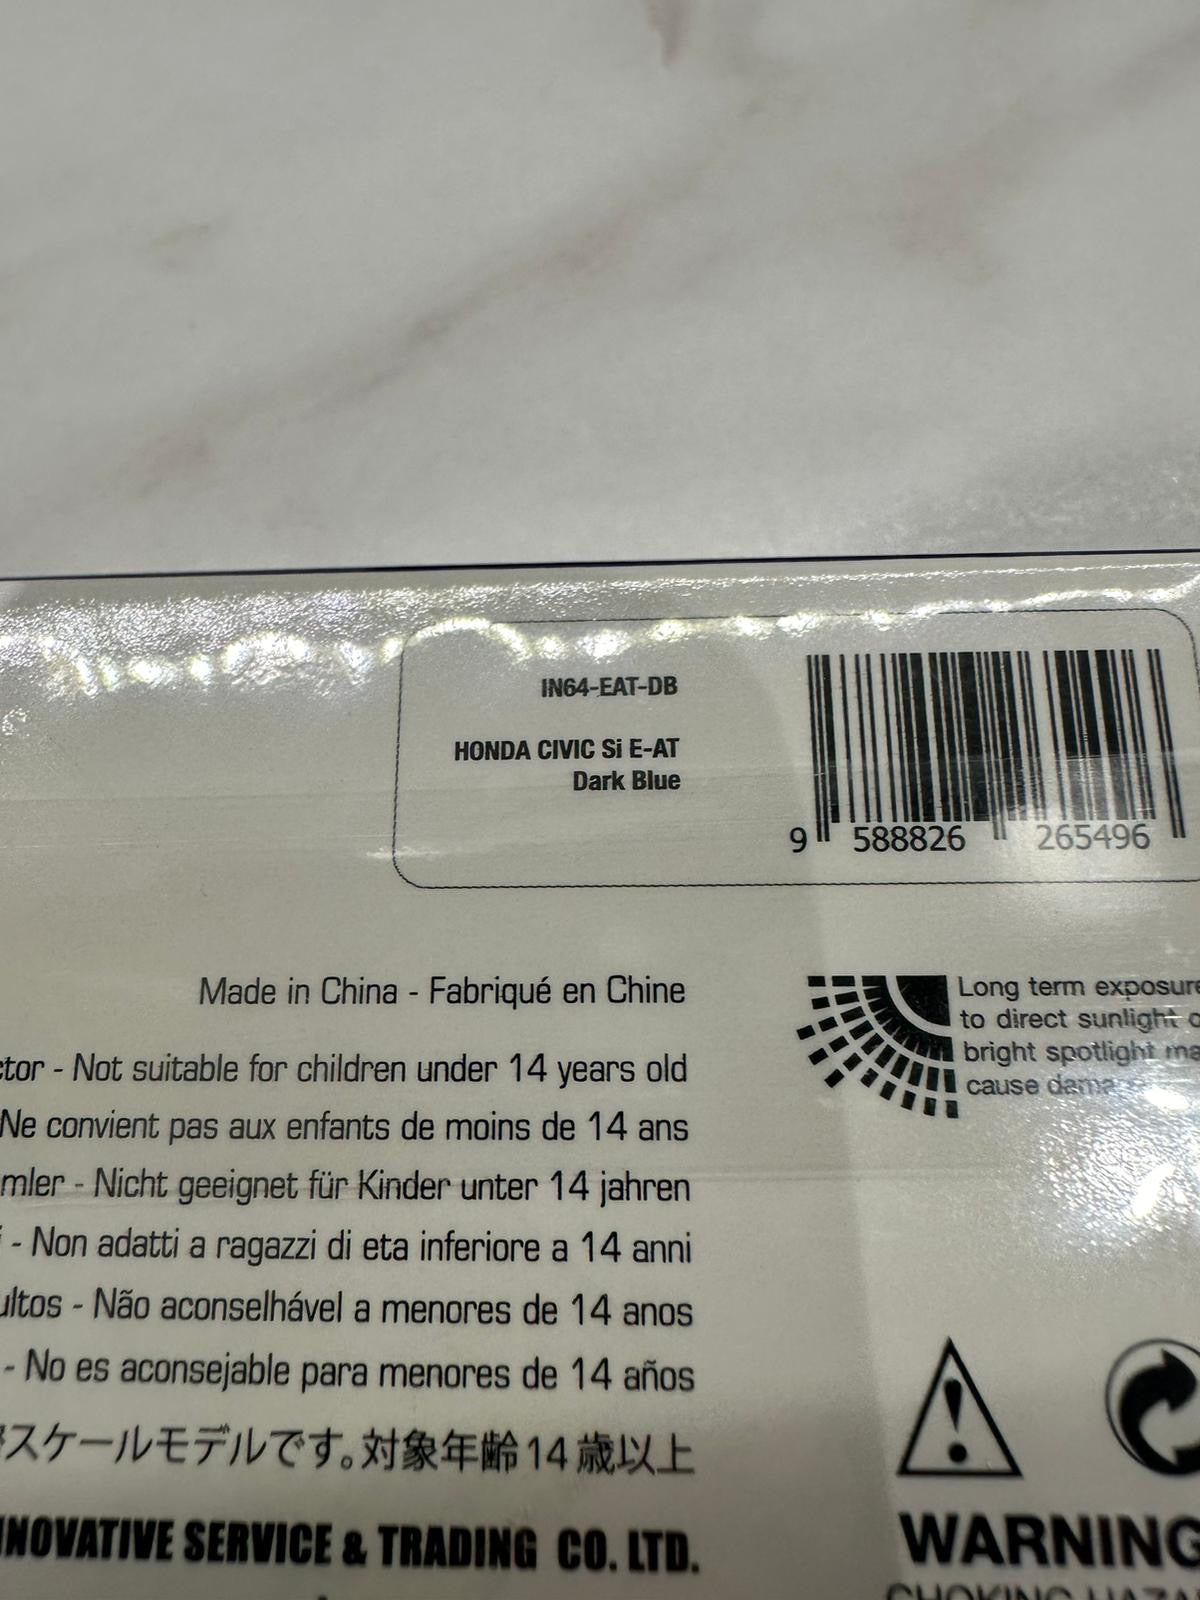 IN64-EAT-DB
HONDA CIVIC Si E-AT
Dark Blue
9 588826 265496
Made in China - Fabriqué en Chine
- Not suitable for children under 14 years old
Ne convient pas aux enfants de moins de 14 ans
- Nicht geeignet für Kinder unter 14 jahren
- Non adatti a ragazzi di eta inferiore a 14 anni
- Não aconselhável a menores de 14 anos
- No es aconsejable para menores de 14 años
スケールモデルです。対象年齢14歳以上
INNOVATIVE SERVICE & TRADING CO. LTD.
Long term exposure
to direct sunlight
bright spotlight
cause
WARNING
CHOKING